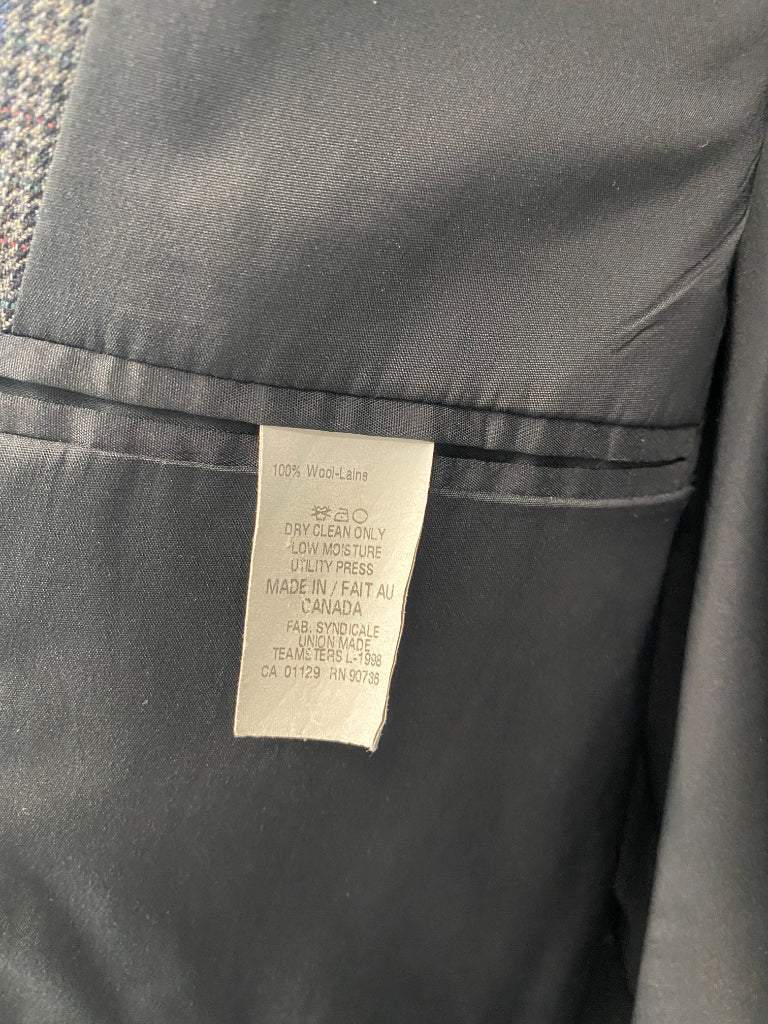 100% Wool-Laine
DRY CLEAN ONLY
LOW MOISTURE
UTILITY PRESS
MADE IN / FAIT AU
CANADA
FAB. SYNDICALE
UNION MADE
TEAMSTERS L-1998
CA 01129 RN 90736